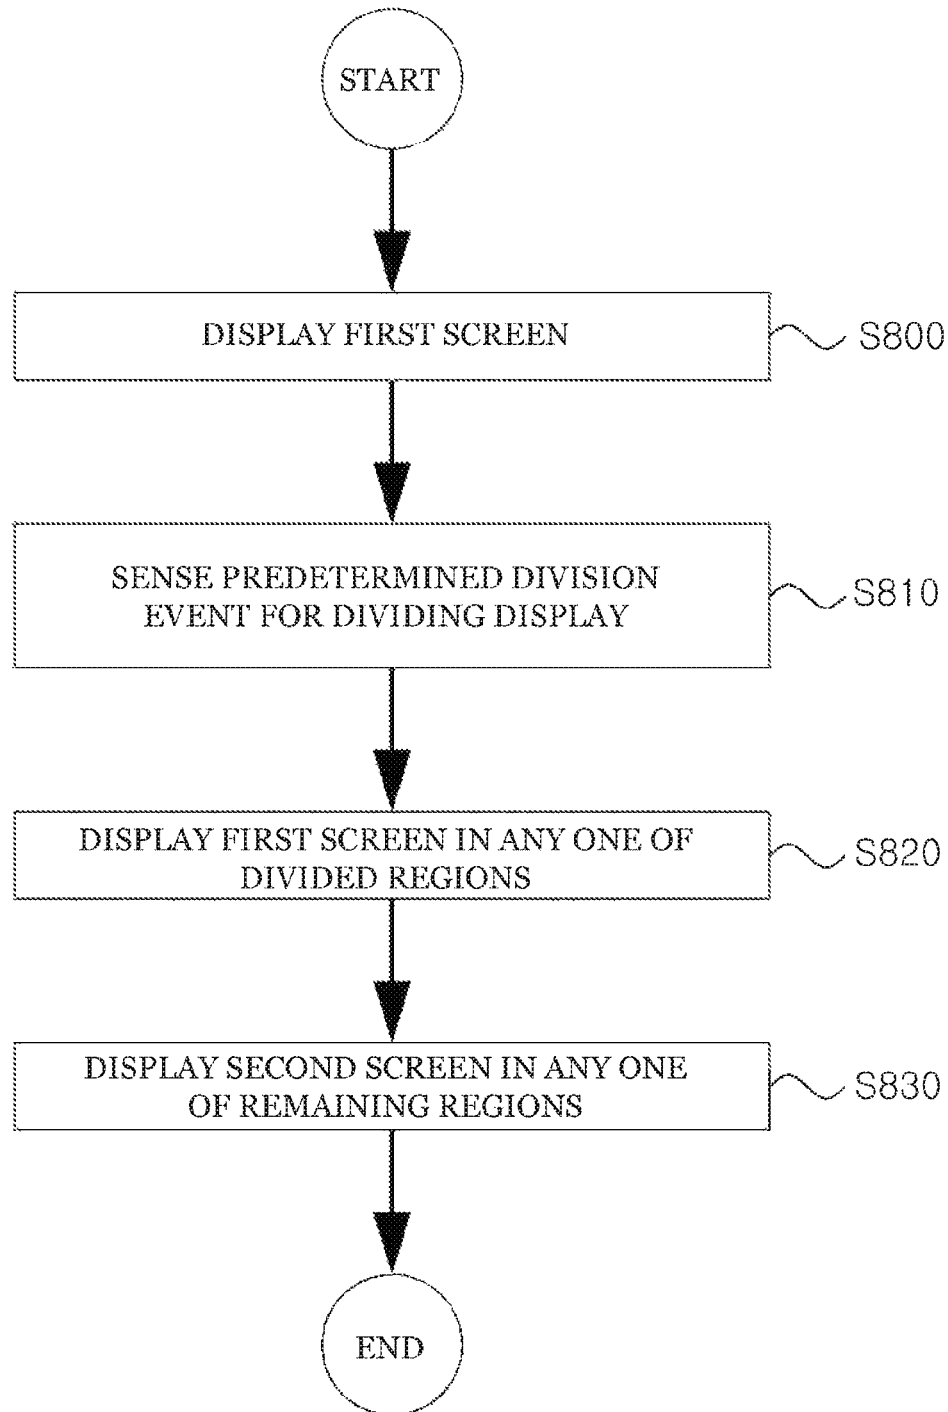 START
DISPLAY FIRST SCREEN
S800
SENSE PREDETERMINED DIVISION
EVENT FOR DIVIDING DISPLAY
S810
DISPLAY FIRST SCREEN IN ANY ONE OF
DIVIDED REGIONS
S820
DISPLAY SECOND SCREEN IN ANY ONE
OF REMAINING REGIONS
S830
END